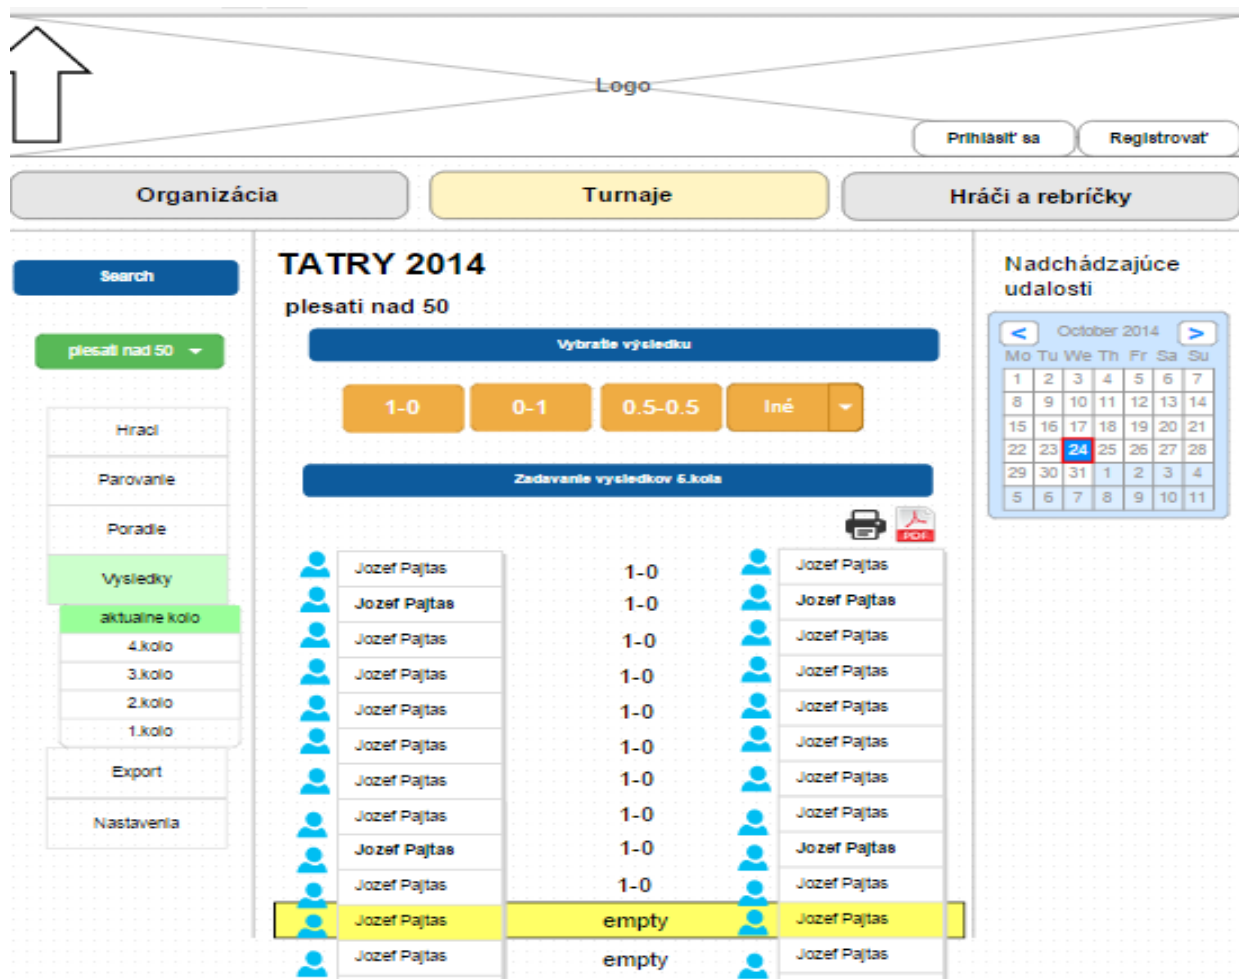 Logo
Prihlásiť sa
Registrovať
Organizácia
Turnaje
Hráči a rebríčky
Search
plesati nad 50
Hraci
Parovanie
Poradie
Vysledky
aktualne kolo
4.kolo
3.kolo
2.kolo
1.kolo
Export
Nastavenia
TATRY 2014
plesati nad 50
Vybratie výsledku
1-0 0-1 0.5-0.5 Iné
Zadavanie vysledkov 5.kola
PDF
Jozef Pajtas 1-0 Jozef Pajtas
Jozef Pajtas 1-0 Jozef Pajtas
Jozef Pajtas 1-0 Jozef Pajtas
Jozef Pajtas 1-0 Jozef Pajtas
Jozef Pajtas 1-0 Jozef Pajtas
Jozef Pajtas 1-0 Jozef Pajtas
Jozef Pajtas 1-0 Jozef Pajtas
Jozef Pajtas 1-0 Jozef Pajtas
Jozef Pajtas 1-0 Jozef Pajtas
Jozef Pajtas 1-0 Jozef Pajtas
Jozef Pajtas empty Jozef Pajtas
Jozef Pajtas empty Jozef Pajtas
Nadchádzajúce
udalosti
< October 2014 >
Mo Tu We Th Fr Sa Su
1 2 3 4 5 6 7
8 9 10 11 12 13 14
15 16 17 18 19 20 21
22 23 24 25 26 27 28
29 30 31 1 2 3 4
5 6 7 8 9 10 11